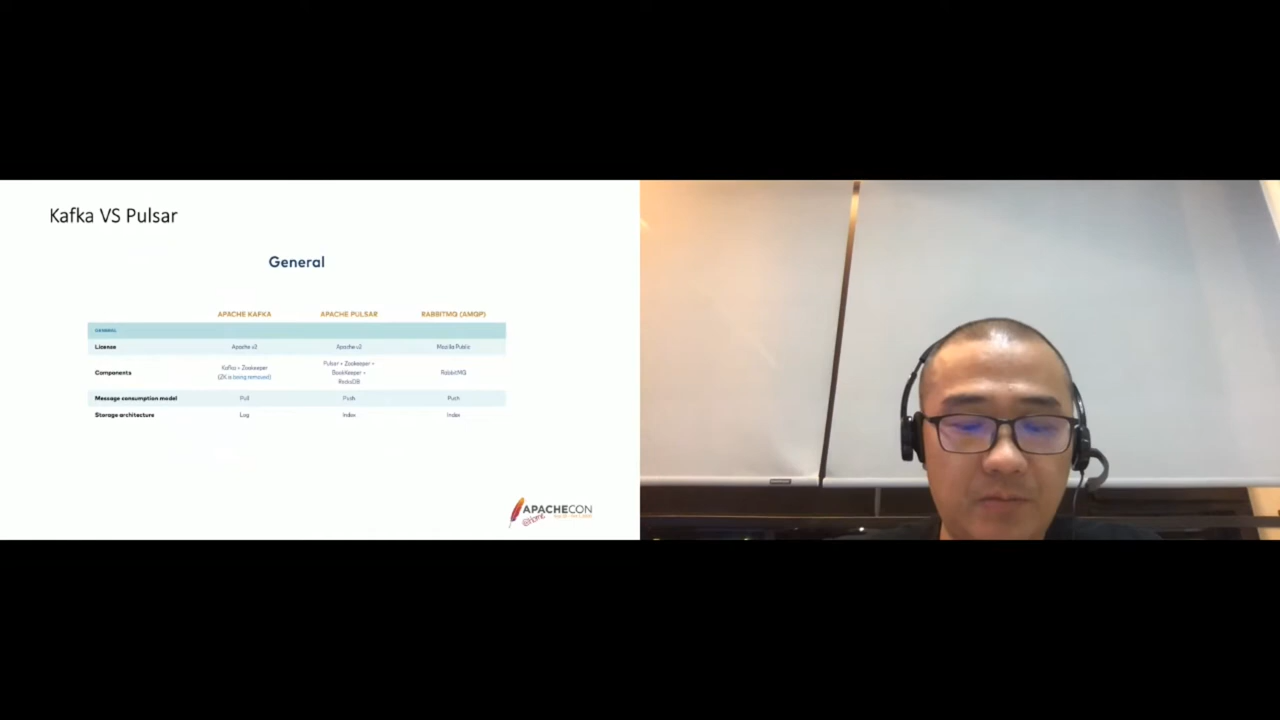 Kafka VS Pulsar
General
APACHE KAFKA APACHE PULSAR RABBITMQ (AMQP)
GENERAL
License Apache v2 Apache v2 Mozilla Public
Components Kafka + Zookeeper (ZK is being removed) Pulsar + Zookeeper + BookKeeper + RocksDB RabbitMQ
Message consumption model Pull Push Push
Storage architecture Log Index Index
APACHECON
@home